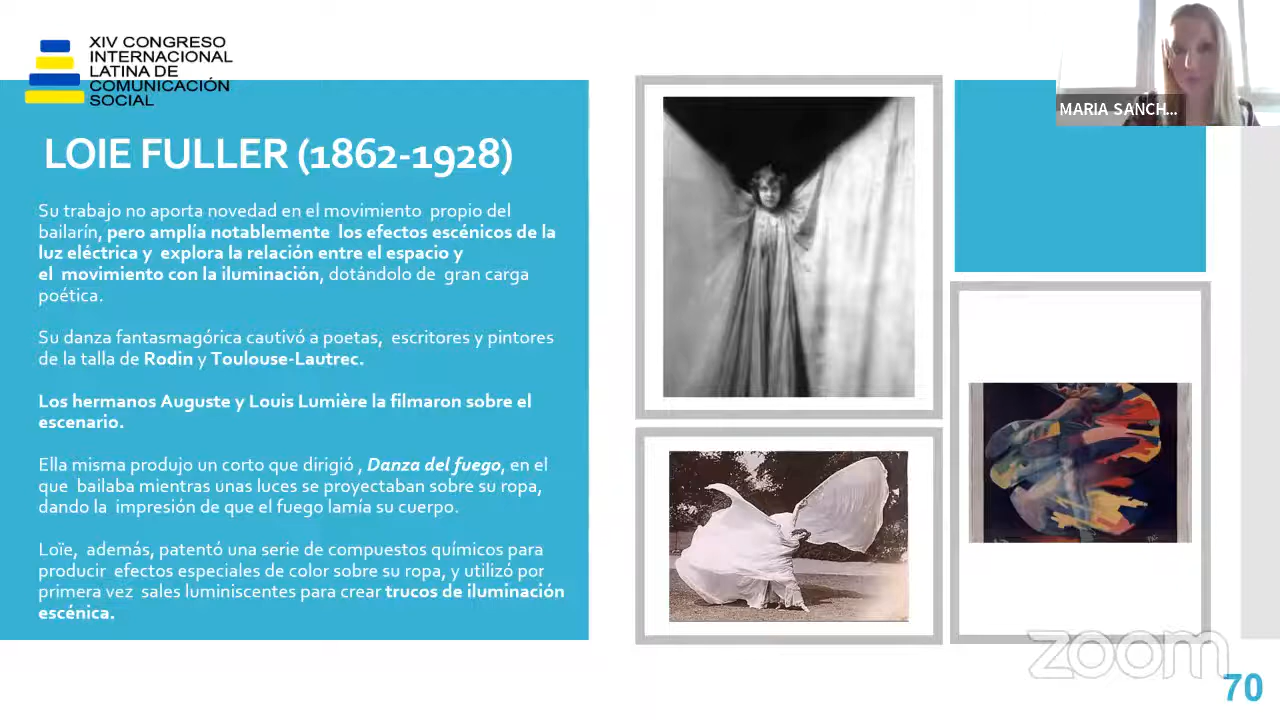 XIV CONGRESO
INTERNACIONAL
LATINA DE
COMUNICACIÓN
SOCIAL
MARIA SANCH...
LOIE FULLER (1862-1928)
Su trabajo no aporta novedad en el movimiento propio del
bailarín, pero amplía notablemente los efectos escénicos de la
luz eléctrica y explora la relación entre el espacio y
el movimiento con la iluminación, dotándolo de gran carga
poética.
Su danza fantasmagórica cautivó a poetas, escritores y pintores
de la talla de Rodin y Toulouse-Lautrec.
Los hermanos Auguste y Louis Lumière la filmaron sobre el
escenario.
Ella misma produjo un corto que dirigió , Danza del fuego, en el
que bailaba mientras unas luces se proyectaban sobre su ropa,
dando la impresión de que el fuego lamía su cuerpo.
Loïe, además, patentó una serie de compuestos químicos para
producir efectos especiales de color sobre su ropa, y utilizó por
primera vez sales luminiscentes para crear trucos de iluminación
escénica.
zoom
70